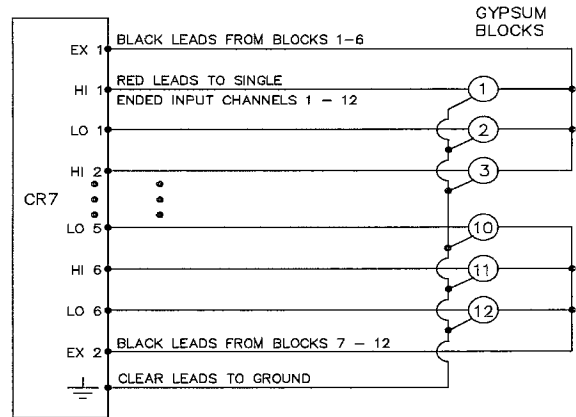 GYPSUM
BLOCKS
EX 1 BLACK LEADS FROM BLOCKS 1-6
HI 1 RED LEADS TO SINGLE
ENDED INPUT CHANNELS 1 - 12
1
LO 1 2
HI 2 3
CR7
LO 5 10
HI 6 11
LO 6 12
EX 2 BLACK LEADS FROM BLOCKS 7 - 12
CLEAR LEADS TO GROUND